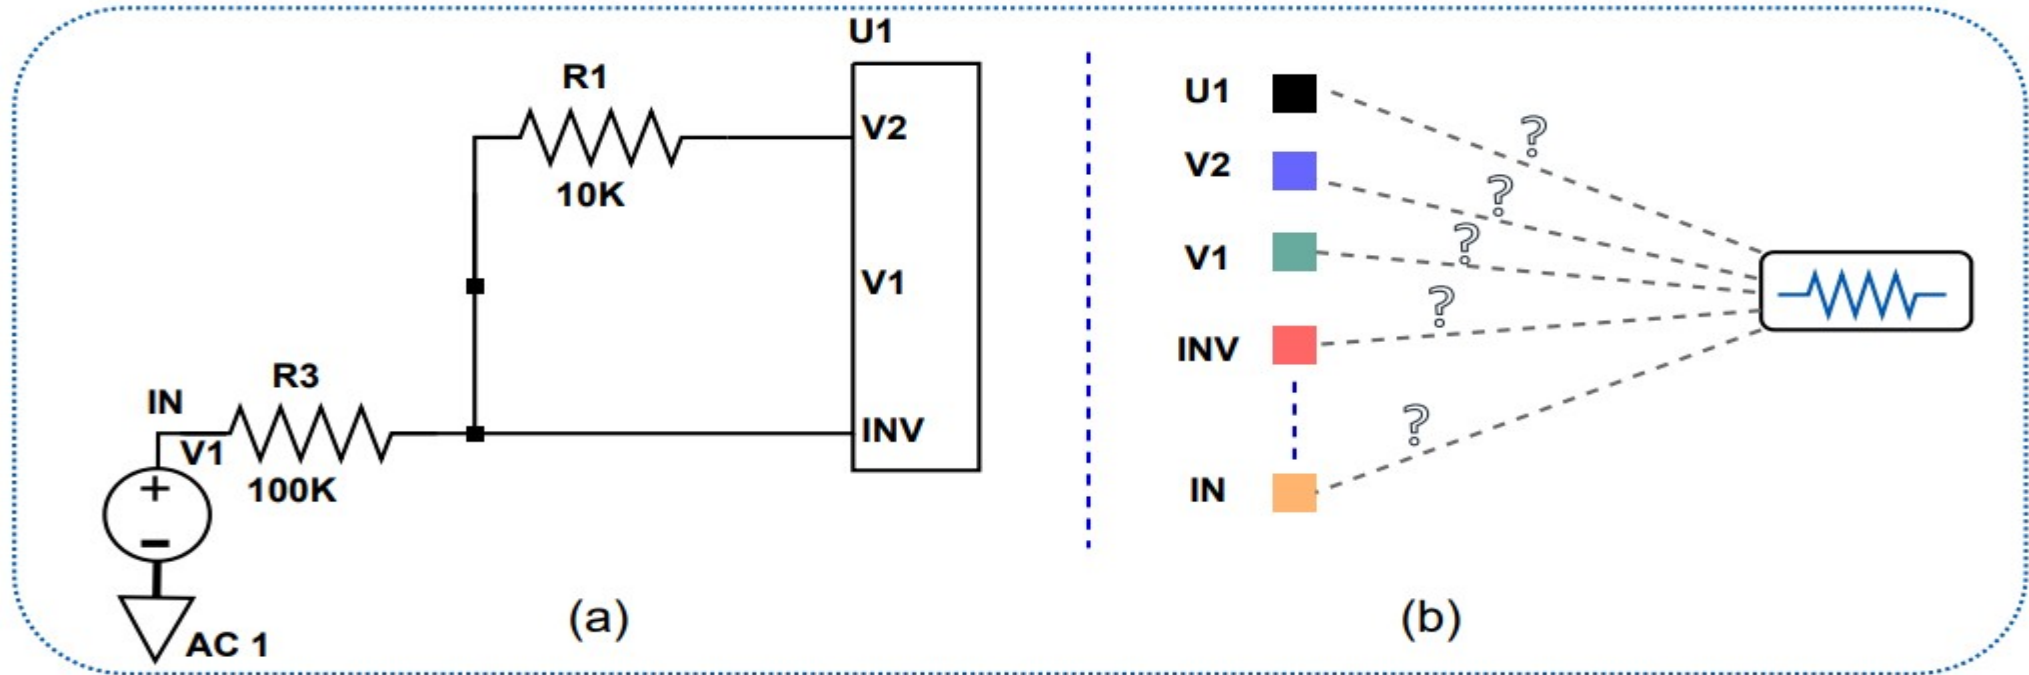 U1
R1
V2
10K
V1
R3
IN
V1
INV
100K
AC 1
(a)
U1
?
V2
?
V1
?
INV
?
IN
?
(b)